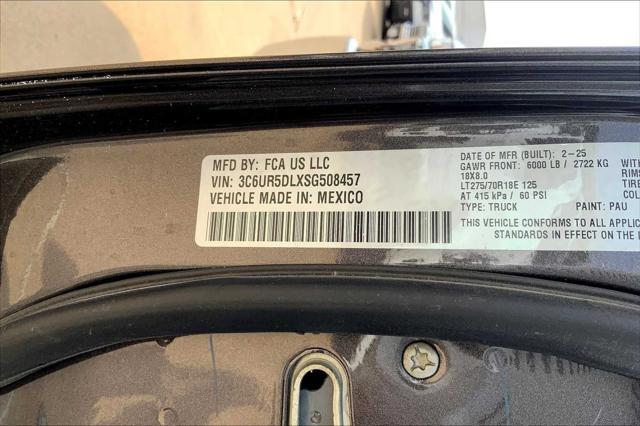 MFD BY: FCA US LLC
VIN: 3C6UR5DLXSG508457
VEHICLE MADE IN: MEXICO
DATE OF MFR (BUILT): 2-25
GAWR FRONT: 6000 LB / 2722 KG WITH
18X8.0 RIMS
LT275/70R18E 125 TIRE
AT 415 kPa / 60 PSI COL
TYPE: TRUCK PAINT: PAU
THIS VEHICLE CONFORMS TO ALL APPLIC
STANDARDS IN EFFECT ON THE